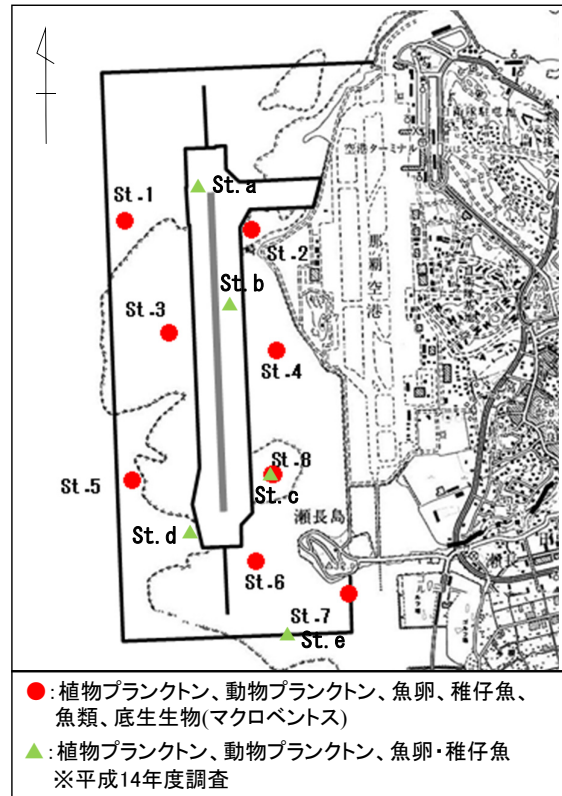 空港ターミナル
St.a
St.1
St.2
那覇空港
St.b
St.3
St.4
St.8
St.5
St.c
瀬長島
St.d
St.6
St.7
St.e
●:植物プランクトン、動物プランクトン、魚卵、稚仔魚、
魚類、底生生物(マクロベントス)
▲:植物プランクトン、動物プランクトン、魚卵・稚仔魚
※平成14年度調査